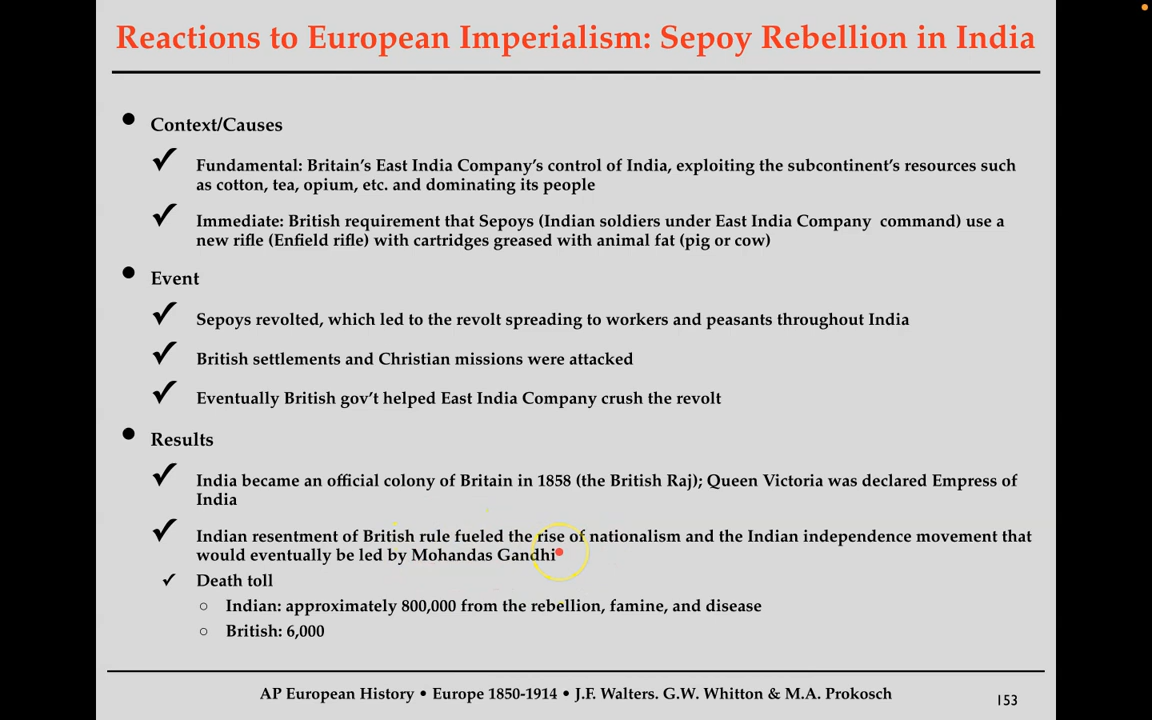 Reactions to European Imperialism: Sepoy Rebellion in India
• Context/Causes
✓ Fundamental: Britain's East India Company's control of India, exploiting the subcontinent's resources such
as cotton, tea, opium, etc. and dominating its people
✓ Immediate: British requirement that Sepoys (Indian soldiers under East India Company command) use a
new rifle (Enfield rifle) with cartridges greased with animal fat (pig or cow)
• Event
✓ Sepoys revolted, which led to the revolt spreading to workers and peasants throughout India
✓ British settlements and Christian missions were attacked
✓ Eventually British gov't helped East India Company crush the revolt
• Results
✓ India became an official colony of Britain in 1858 (the British Raj); Queen Victoria was declared Empress of
India
✓ Indian resentment of British rule fueled the rise of nationalism and the Indian independence movement that
would eventually be led by Mohandas Gandhi
✓ Death toll
○ Indian: approximately 800,000 from the rebellion, famine, and disease
○ British: 6,000
AP European History • Europe 1850-1914 • J.F. Walters. G.W. Whitton & M.A. Prokosch
153